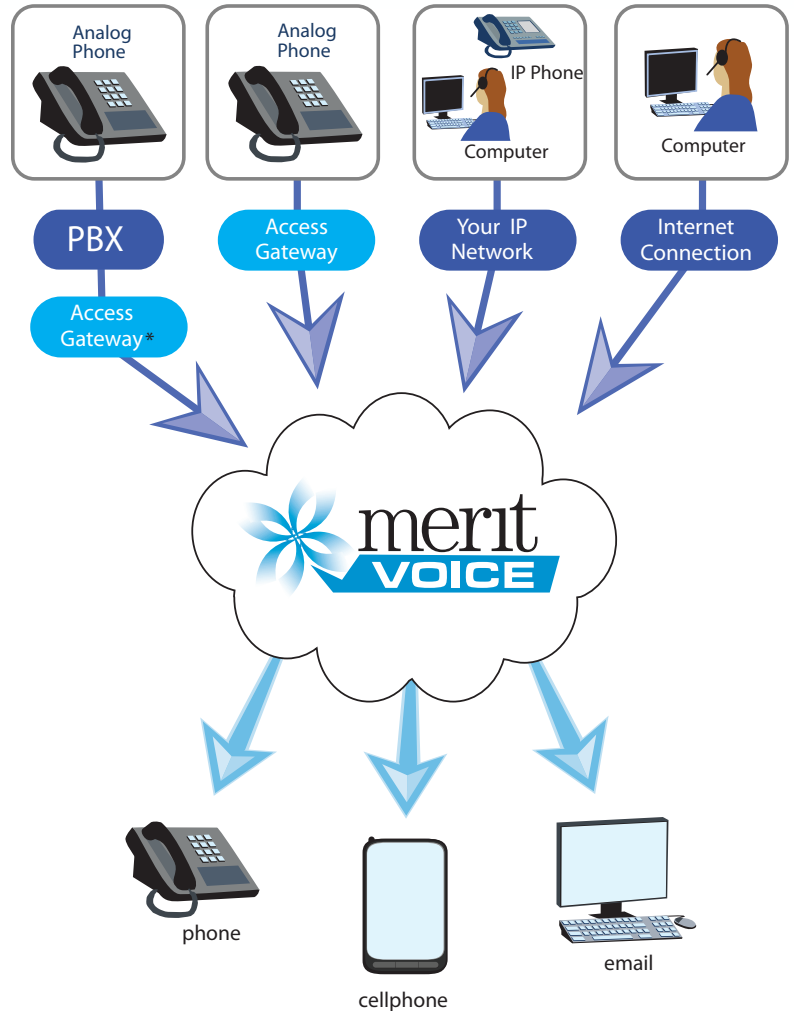 Analog
Phone
Analog
Phone
IP Phone
Computer
Computer
PBX
Access
Gateway
Your IP
Network
Internet
Connection
Access
Gateway*
merit
VOICE
phone
cellphone
email